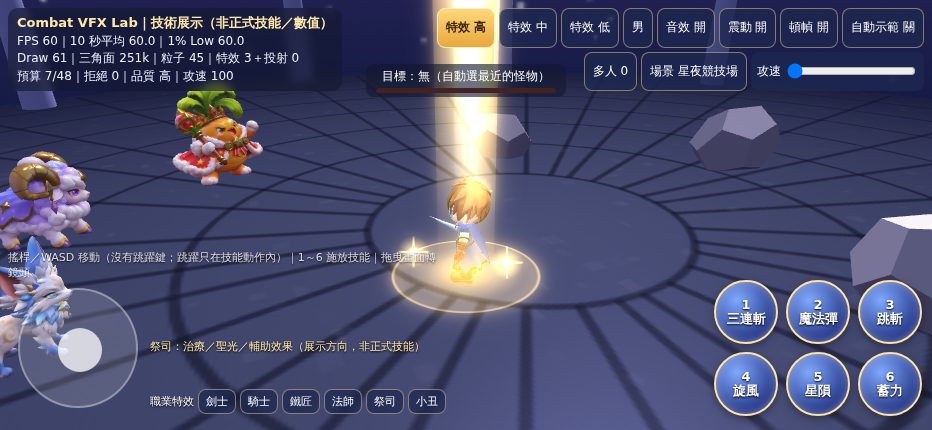 Combat VFX Lab｜技術展示（非正式技能／數值）
FPS 60｜10 秒平均 60.0｜1% Low 60.0
Draw 61｜三角面 251k｜粒子 45｜特效 3＋投射 0
預算 7/48｜拒絕 0｜品質 高｜攻速 100
特效 高
特效 中
特效 低
男
音效 開
震動 開
頓幀 開
自動示範 關
多人 0
場景 星夜競技場
攻速
目標：無（自動選最近的怪物）
搖桿／WASD 移動（沒有跳躍鍵；跳躍只在技能動作內）｜1~6 施放技能｜拖曳畫面轉
鏡頭
祭司：治療／聖光／輔助效果（展示方向，非正式技能）
職業特效
劍士
騎士
鐵匠
法師
祭司
小丑
1
三連斬
2
魔法彈
3
跳斬
4
旋風
5
星隕
6
蓄力